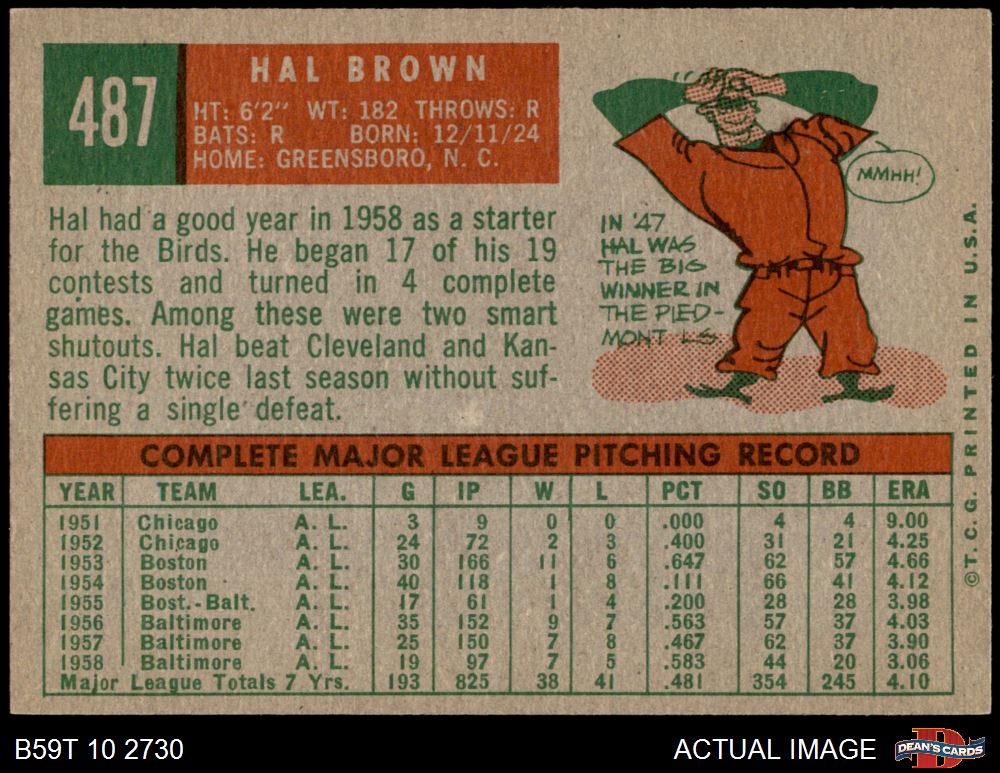 487
HAL BROWN
HT: 6'2" WT: 182 THROWS: R
BATS: R BORN: 12/11/24
HOME: GREENSBORO, N. C.
Hal had a good year in 1958 as a starter
for the Birds. He began 17 of his 19
contests and turned in 4 complete
games. Among these were two smart
shutouts. Hal beat Cleveland and Kan-
sas City twice last season without suf-
fering a single defeat.
MMHH!
IN '47
HAL WAS
THE BIG
WINNER IN
THE PIED-
MONT LS
COMPLETE MAJOR LEAGUE PITCHING RECORD
YEAR TEAM LEA. G IP W L PCT SO BB ERA
1951 Chicago A. L. 3 9 0 0 .000 4 4 9.00
1952 Chicago A. L. 24 72 2 3 .400 31 21 4.25
1953 Boston A. L. 30 166 11 6 .647 62 57 4.66
1954 Boston A. L. 40 118 1 8 .111 66 41 4.12
1955 Bost.-Balt. A. L. 17 61 1 4 .200 28 28 3.98
1956 Baltimore A. L. 35 152 9 7 .563 57 37 4.03
1957 Baltimore A. L. 25 150 7 8 .467 62 37 3.90
1958 Baltimore A. L. 19 97 7 5 .583 44 20 3.06
Major League Totals 7 Yrs. 193 825 38 41 .481 354 245 4.10
© T. C. G. PRINTED IN U.S.A.
B59T 10 2730
ACTUAL IMAGE
DEAN'S CARDS